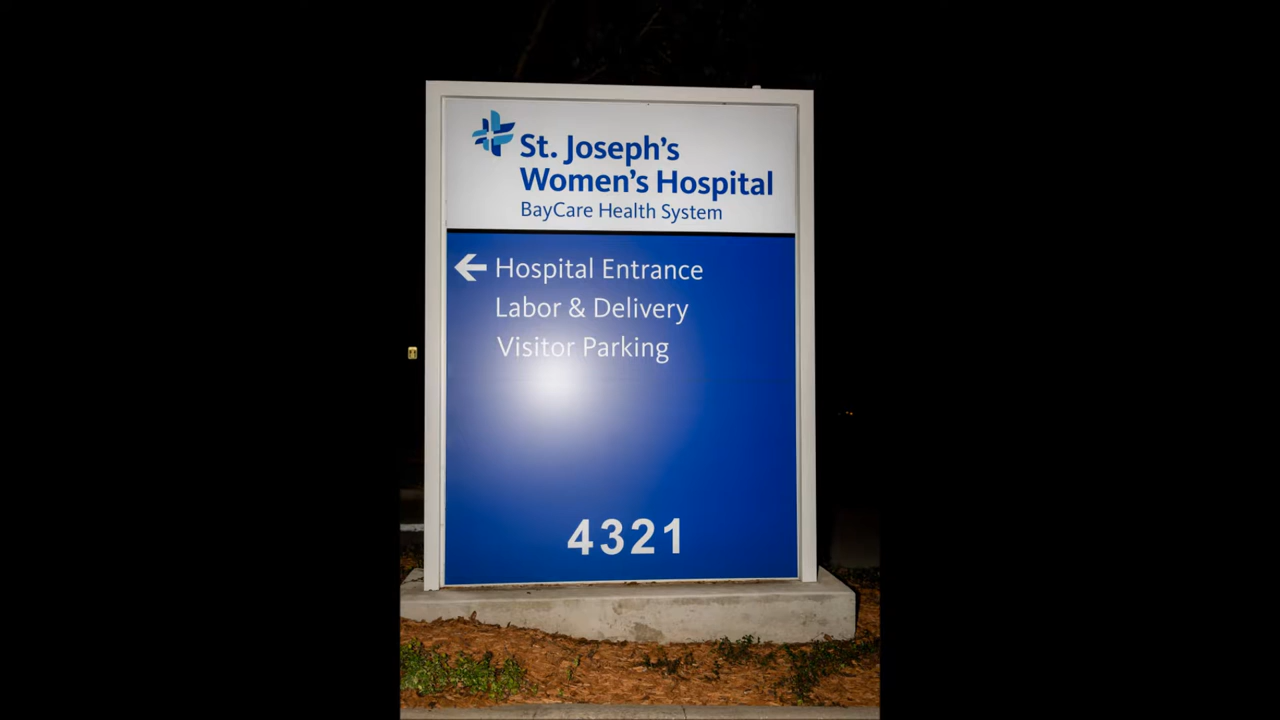 St. Joseph's
Women's Hospital
BayCare Health System
Hospital Entrance
Labor & Delivery
Visitor Parking
4321